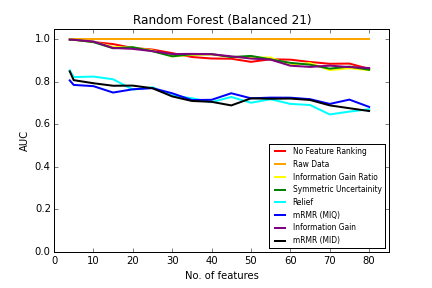 Random Forest (Balanced 21)
1.0
0.8
0.6
0.4
0.2
0.0
AUC
No Feature Ranking
Raw Data
Information Gain Ratio
Symmetric Uncertainity
Relief
mRMR (MIQ)
Information Gain
mRMR (MID)
0 10 20 30 40 50 60 70 80
No. of features